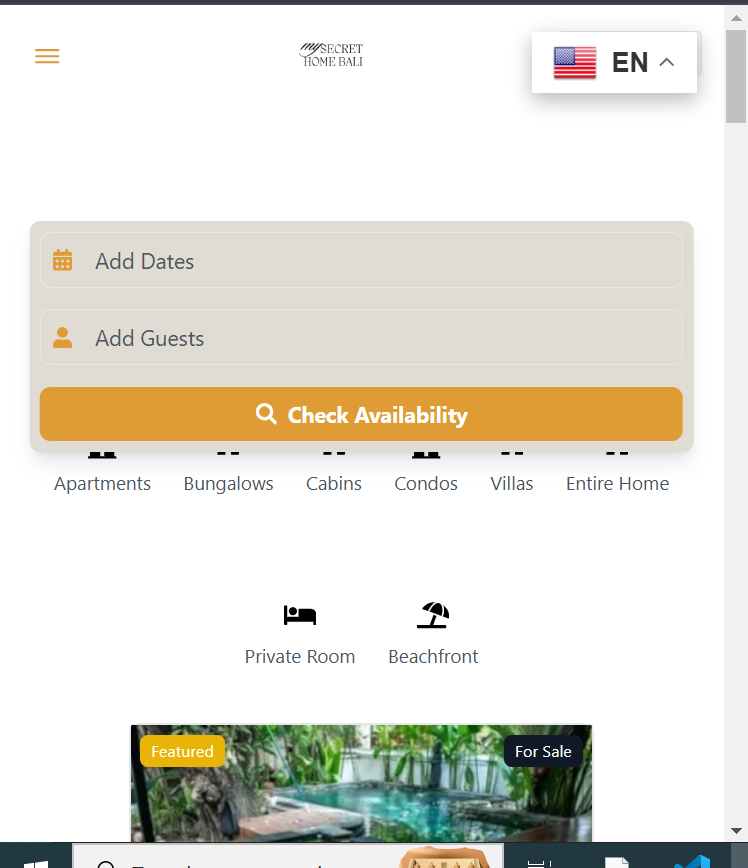 my SECRET
HOME BALI
EN
Add Dates
Add Guests
Check Availability
Apartments Bungalows Cabins Condos Villas Entire Home
Private Room Beachfront
Featured For Sale